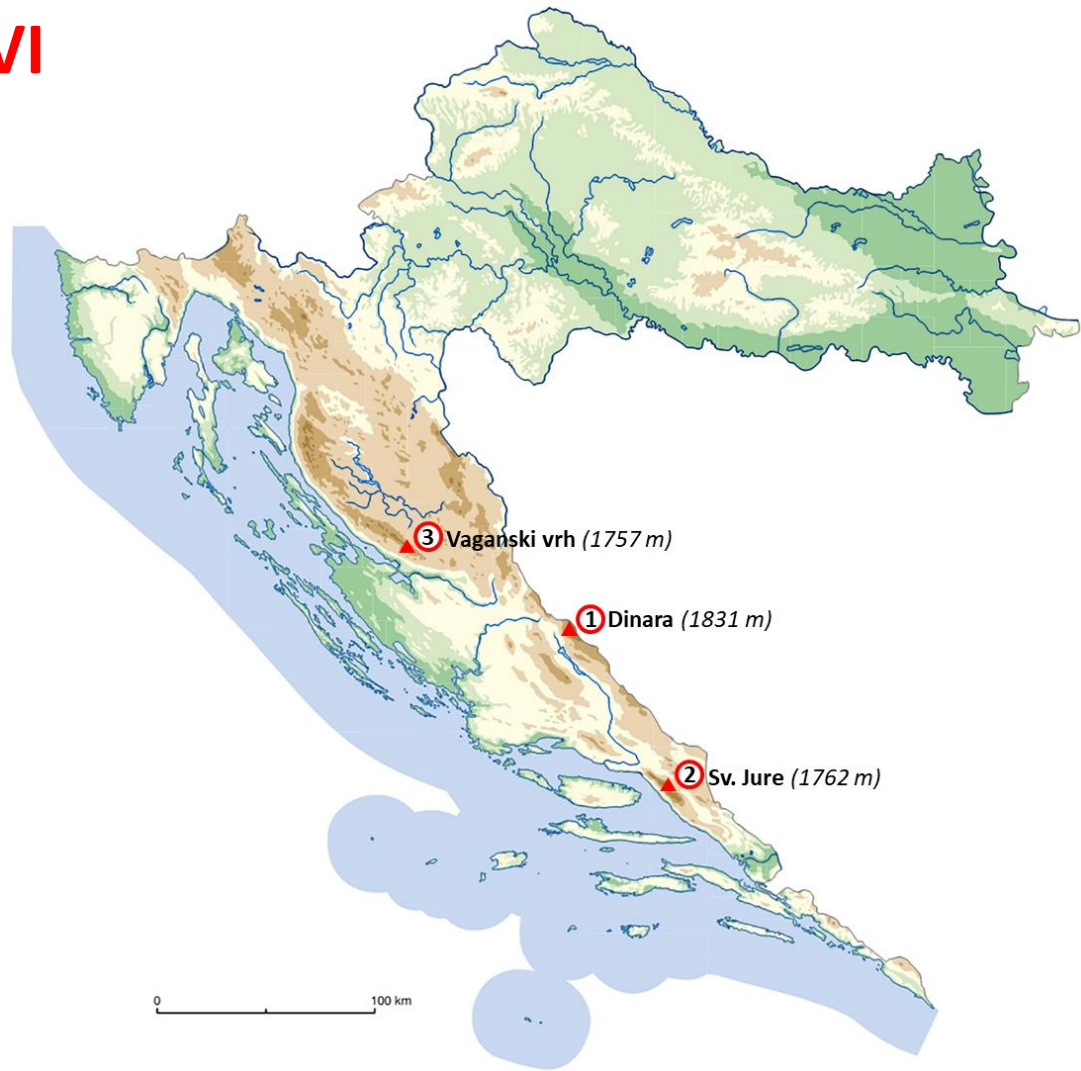 VI
3 Vaganski vrh (1757 m)
1 Dinara (1831 m)
2 Sv. Jure (1762 m)
0 100 km